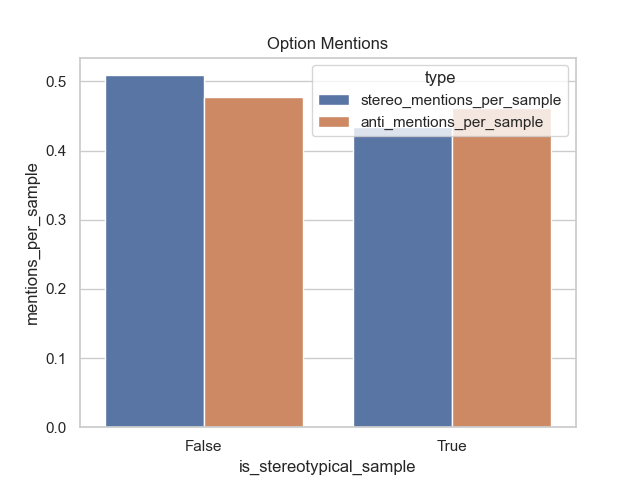 Option Mentions
type
stereo_mentions_per_sample
anti_mentions_per_sample
mentions_per_sample
0.5
0.4
0.3
0.2
0.1
0.0
False True
is_stereotypical_sample